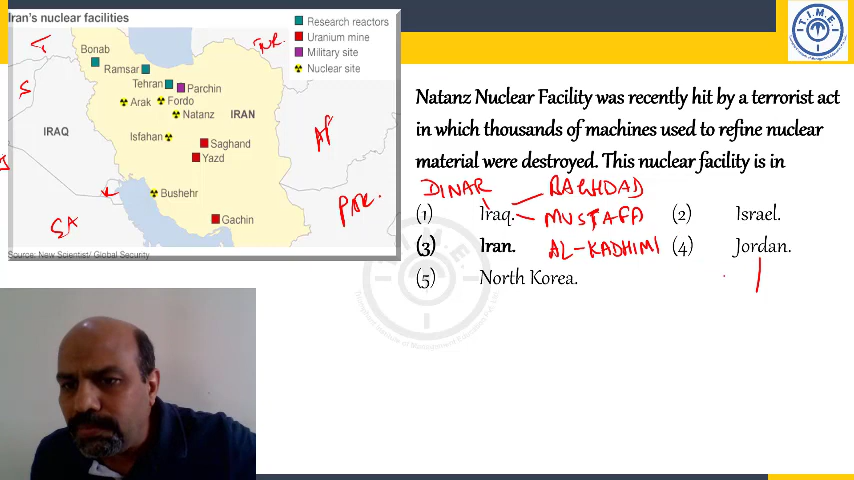 Iran's nuclear facilities
Research reactors
Uranium mine
Military site
Nuclear site
Bonab
Ramsar
Tehran
Parchin
Arak
Fordo
Natanz
IRAN
IRAQ
Isfahan
Saghand
Yazd
Bushehr
Gachin
T
S
AF
PAK.
SA
K
Source: New Scientist/ Global Security
T.I.M.E.
Natanz Nuclear Facility was recently hit by a terrorist act
in which thousands of machines used to refine nuclear
material were destroyed. This nuclear facility is in
DINAR
BAGHDAD
(1) Iraq. MUSTAFA (2) Israel.
(3) Iran. AL-KADHIMI (4) Jordan.
(5) North Korea.